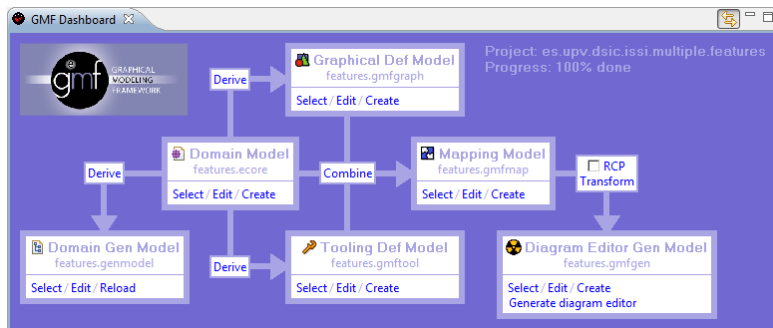 GMF Dashboard
Project: es.upv.dsic.issi.multiple.features
Progress: 100% done
gmf
GRAPHICAL
MODELING
FRAMEWORK
Derive
Graphical Def Model
features.gmfgraph
Select / Edit / Create
Derive
Domain Model
features.ecore
Select / Edit / Create
Combine
Mapping Model
features.gmfmap
Select / Edit / Create
RCP
Transform
Domain Gen Model
features.genmodel
Select / Edit / Reload
Derive
Tooling Def Model
features.gmftool
Select / Edit / Create
Diagram Editor Gen Model
features.gmfgen
Select / Edit / Create
Generate diagram editor